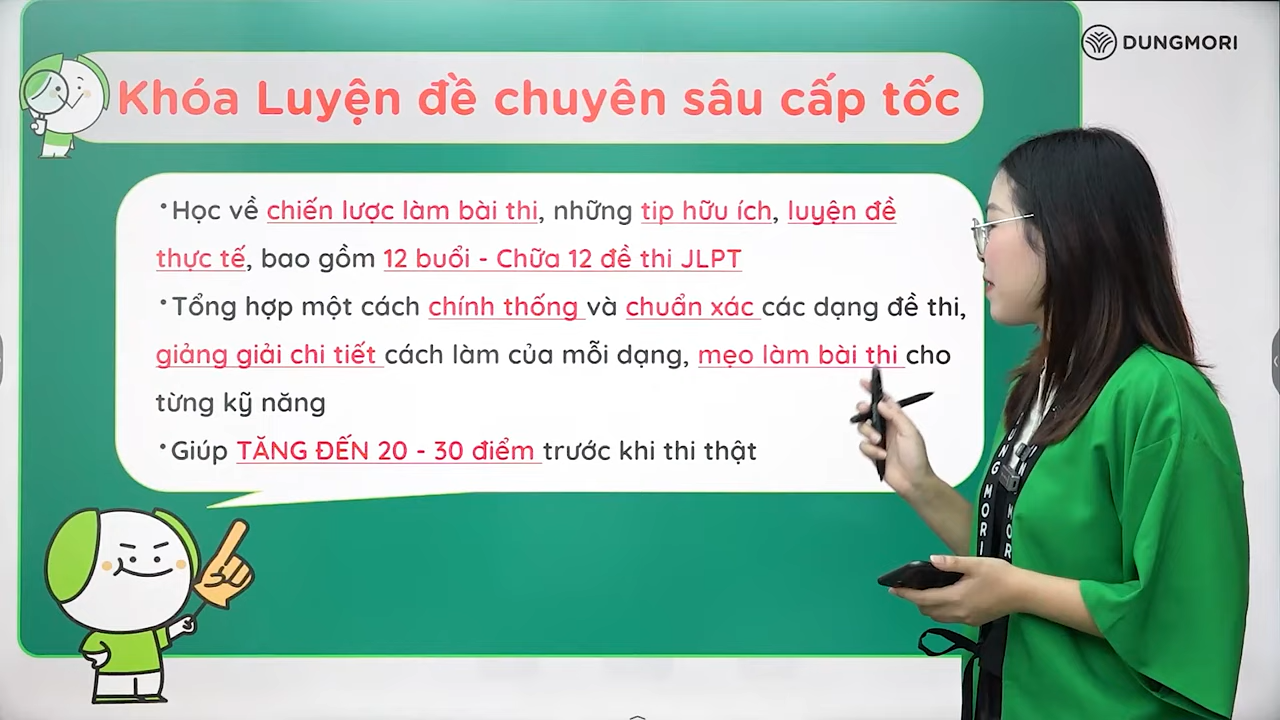 DUNGMORI
Khóa Luyện đề chuyên sâu cấp tốc
•Học về chiến lược làm bài thi, những tip hữu ích, luyện đề
thực tế, bao gồm 12 buổi - Chữa 12 đề thi JLPT
•Tổng hợp một cách chính thống và chuẩn xác các dạng đề thi,
giảng giải chi tiết cách làm của mỗi dạng, mẹo làm bài thi cho
từng kỹ năng
•Giúp TĂNG ĐẾN 20 - 30 điểm trước khi thi thật
MORI